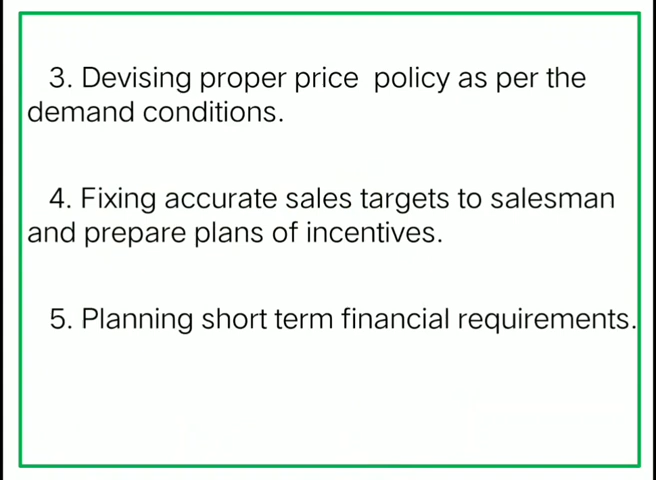 3. Devising proper price policy as per the
demand conditions.
4. Fixing accurate sales targets to salesman
and prepare plans of incentives.
5. Planning short term financial requirements.